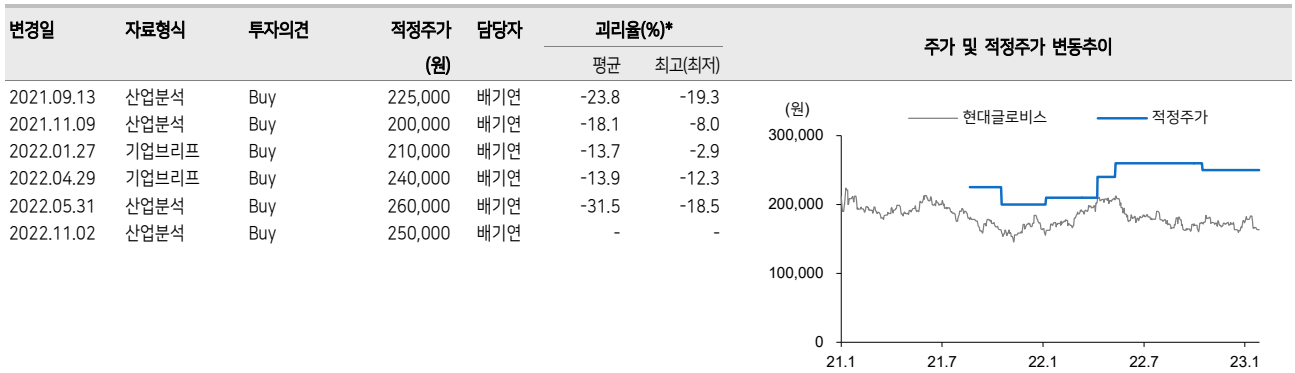 변경일 자료형식 투자의견 적정주가 담당자 괴리율(%)* 주가 및 적정주가 변동추이
(원) 평균 최고(최저)
2021.09.13 산업분석 Buy 225,000 배기연 -23.8 -19.3
2021.11.09 산업분석 Buy 200,000 배기연 -18.1 -8.0
2022.01.27 기업브리프 Buy 210,000 배기연 -13.7 -2.9
2022.04.29 기업브리프 Buy 240,000 배기연 -13.9 -12.3
2022.05.31 산업분석 Buy 260,000 배기연 -31.5 -18.5
2022.11.02 산업분석 Buy 250,000 배기연 - -
(원)
현대글로비스 적정주가
300,000
200,000
100,000
0
21.1 21.7 22.1 22.7 23.1